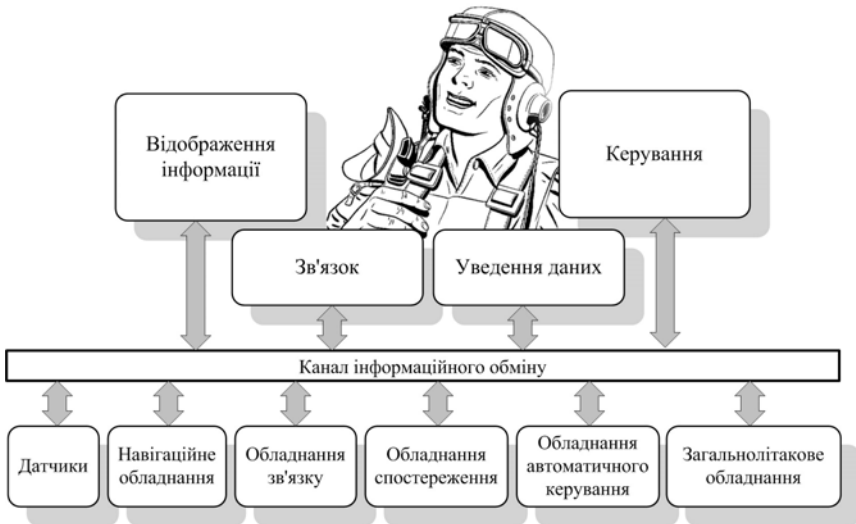 Відображення
інформації
Керування
Зв'язок
Уведення даних
Канал інформаційного обміну
Датчики
Навігаційне
обладнання
Обладнання
зв'язку
Обладнання
спостереження
Обладнання
автоматичного
керування
Загальнолітакове
обладнання